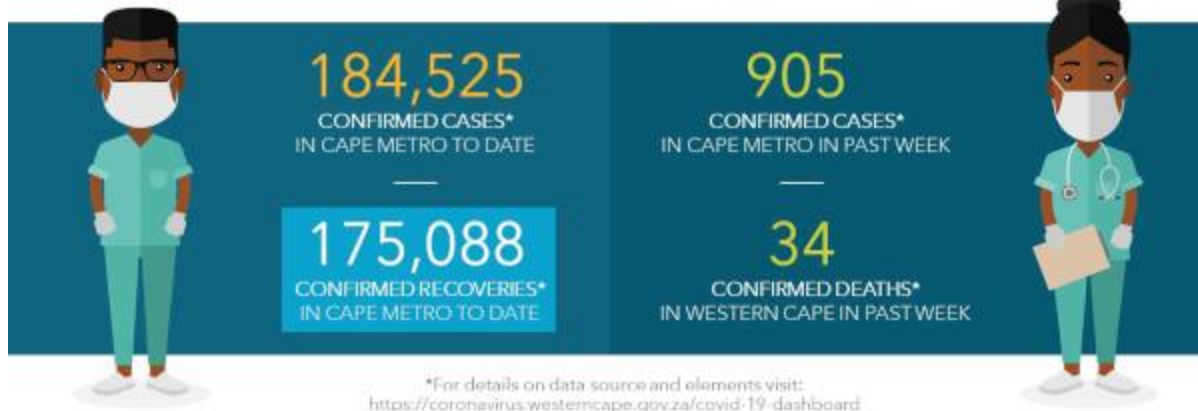 184,525
CONFIRMED CASES*
IN CAPE METRO TO DATE
175,088
CONFIRMED RECOVERIES*
IN CAPE METRO TO DATE
905
CONFIRMED CASES*
IN CAPE METRO IN PAST WEEK
34
CONFIRMED DEATHS*
IN WESTERN CAPE IN PAST WEEK
*For details on data source and elements visit:
https://coronavirus.westerncape.gov.za/covid-19-dashboard